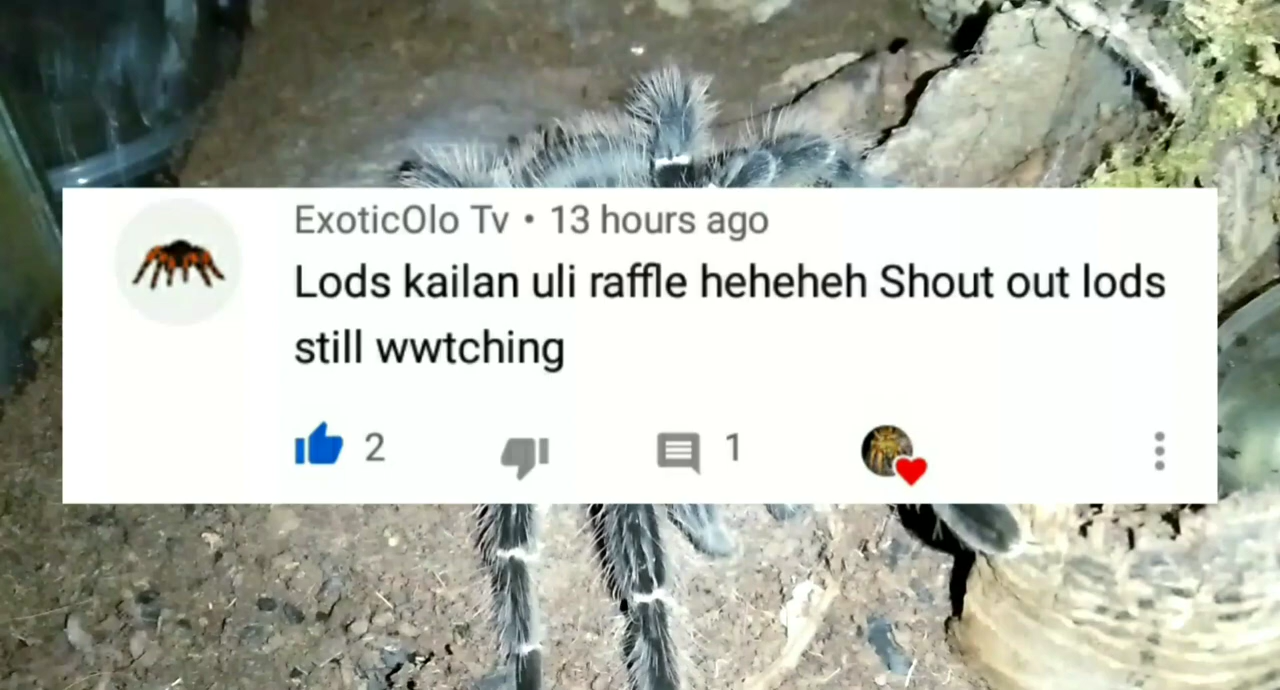 ExoticOlo Tv • 13 hours ago
Lods kailan uli raffle heheheh Shout out lods
still wwtching
2
1